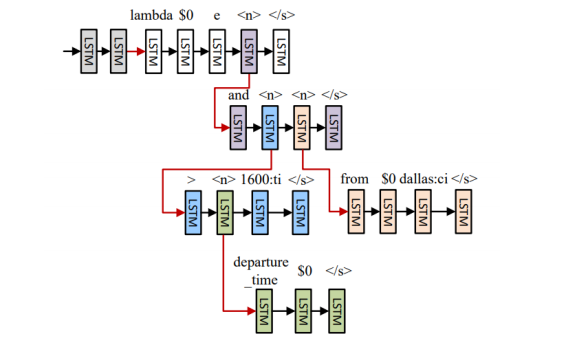 lambda $0 e <n> </s>
LSTM LSTM LSTM LSTM LSTM LSTM LSTM
and <n> <n> </s>
LSTM LSTM LSTM LSTM
> <n> 1600:ti </s> from $0 dallas:ci </s>
LSTM LSTM LSTM LSTM LSTM LSTM LSTM LSTM
departure
_time $0 </s>
LSTM LSTM LSTM